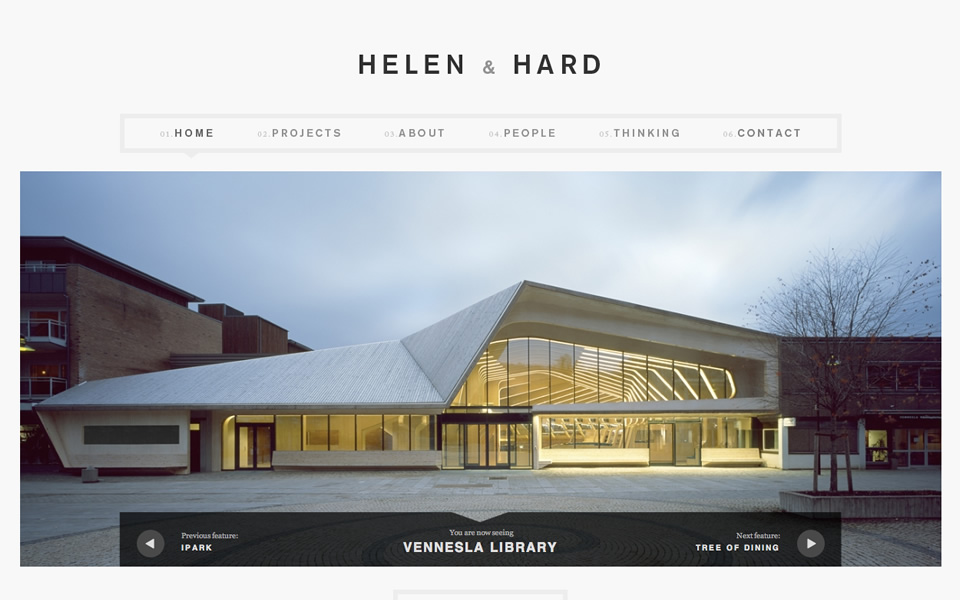 HELEN & HARD
01. HOME 02. PROJECTS 03. ABOUT 04. PEOPLE 05. THINKING 06. CONTACT
Previous feature:
IPARK
You are now seeing
VENNESLA LIBRARY
Next feature:
TREE OF DINING